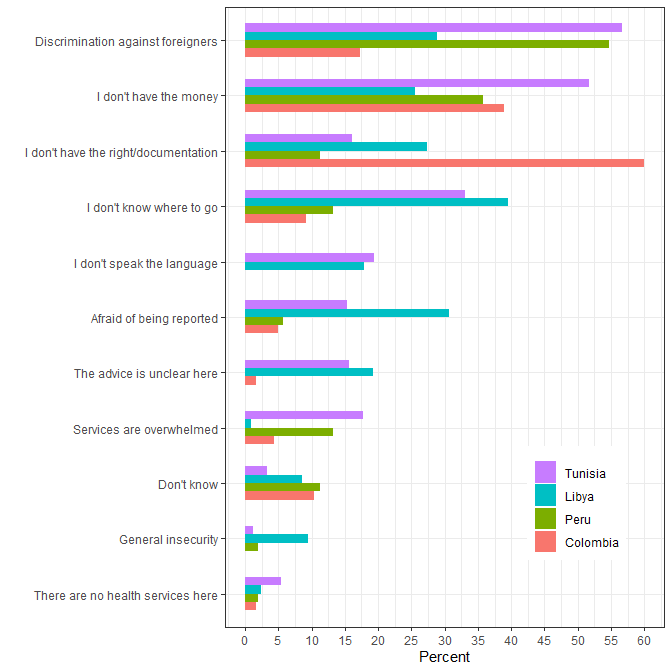 Discrimination against foreigners
I don't have the money
I don't have the right/documentation
I don't know where to go
I don't speak the language
Afraid of being reported
The advice is unclear here
Services are overwhelmed
Don't know
General insecurity
There are no health services here
Tunisia
Libya
Peru
Colombia
0 5 10 15 20 25 30 35 40 45 50 55 60
Percent